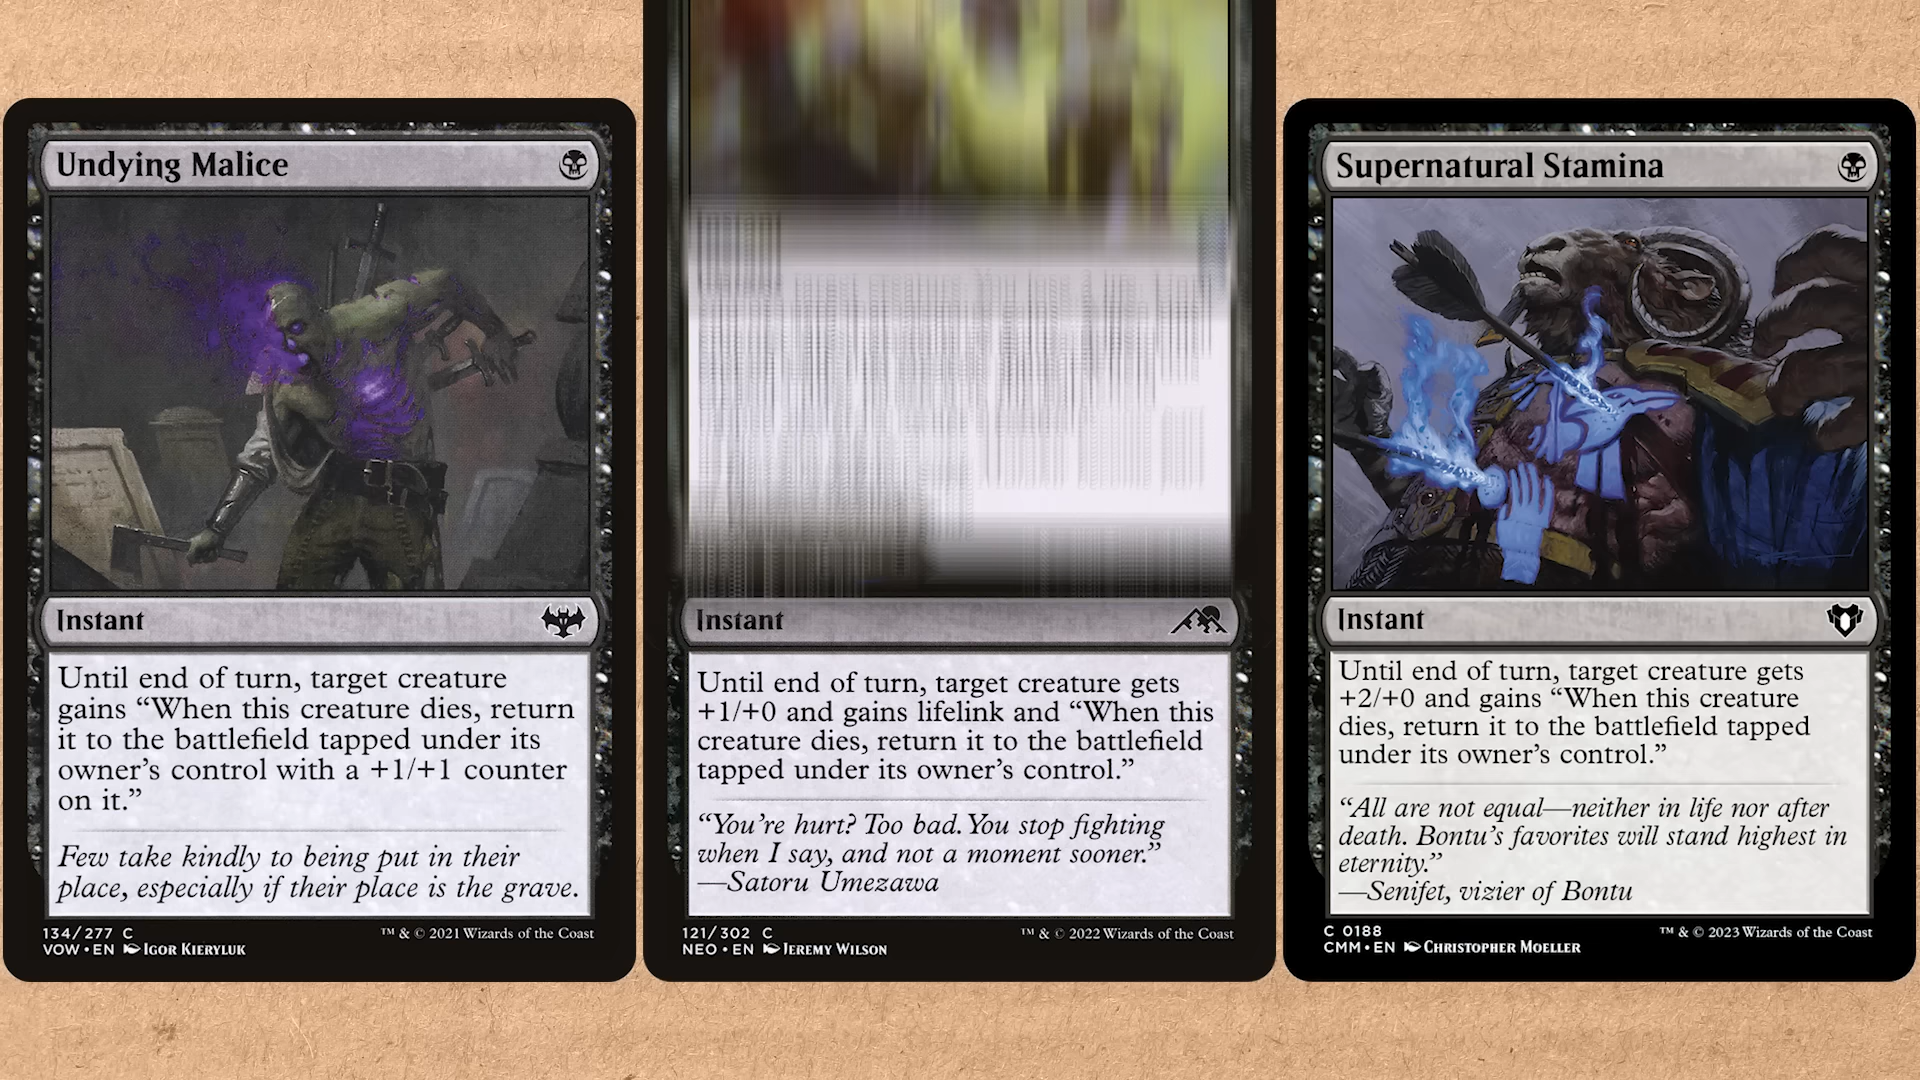 Undying Malice
Instant
Until end of turn, target creature
gains “When this creature dies, return
it to the battlefield tapped under its
owner’s control with a +1/+1 counter
on it.”
Few take kindly to being put in their
place, especially if their place is the grave.
134/277 C
VOW • EN Igor Kieryluk
™ & © 2021 Wizards of the Coast
Instant
Until end of turn, target creature gets
+1/+0 and gains lifelink and “When this
creature dies, return it to the battlefield
tapped under its owner’s control.”
“You’re hurt? Too bad. You stop fighting
when I say, and not a moment sooner.”
—Satoru Umezawa
121/302 C
NEO • EN Jeremy Wilson
™ & © 2022 Wizards of the Coast
Supernatural Stamina
Instant
Until end of turn, target creature gets
+2/+0 and gains “When this creature
dies, return it to the battlefield tapped
under its owner’s control.”
“All are not equal—neither in life nor after
death. Bontu’s favorites will stand highest in
eternity.”
—Senifet, vizier of Bontu
C 0188
CMM • EN Christopher Moeller
™ & © 2023 Wizards of the Coast